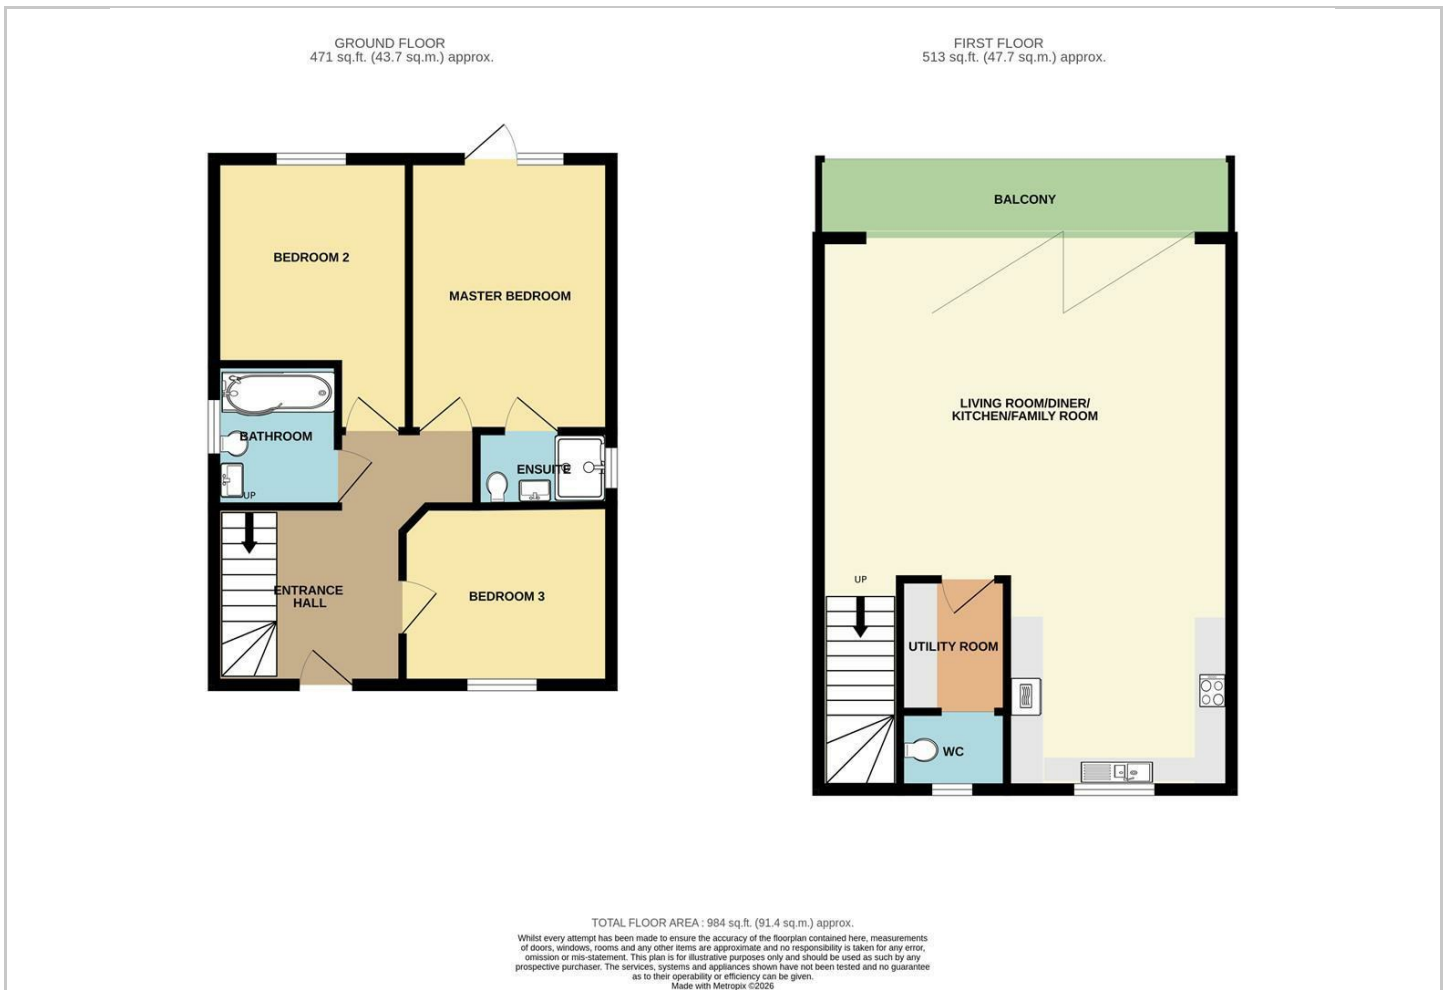 GROUND FLOOR
471 sq.ft. (43.7 sq.m.) approx.
BEDROOM 2
MASTER BEDROOM
BATHROOM
ENSUITE
UP
ENTRANCE
HALL
BEDROOM 3
FIRST FLOOR
513 sq.ft. (47.7 sq.m.) approx.
BALCONY
LIVING ROOM/DINER/
KITCHEN/FAMILY ROOM
UP
UTILITY ROOM
WC
TOTAL FLOOR AREA : 984 sq.ft. (91.4 sq.m.) approx.
Whilst every attempt has been made to ensure the accuracy of the floorplan contained here, measurements
of doors, windows, rooms and any other items are approximate and no responsibility is taken for any error,
omission or mis-statement. This plan is for illustrative purposes only and should be used as such by any
prospective purchaser. The services, systems and appliances shown have not been tested and no guarantee
as to their operability or efficiency can be given.
Made with Metropix ©2026